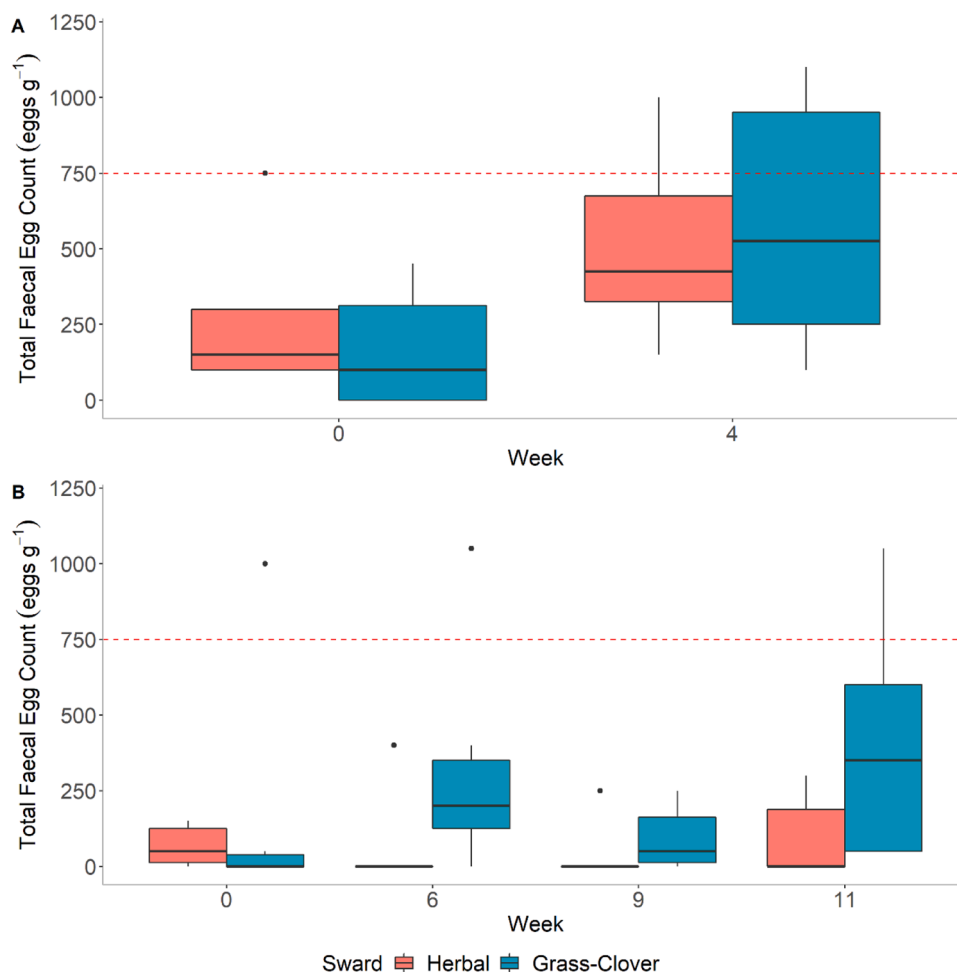 A
Total Faecal Egg Count (eggs g⁻¹)
1250
1000
750
500
250
0
0 4
Week
B
Total Faecal Egg Count (eggs g⁻¹)
1250
1000
750
500
250
0
0 6 9 11
Week
Sward Herbal Grass-Clover